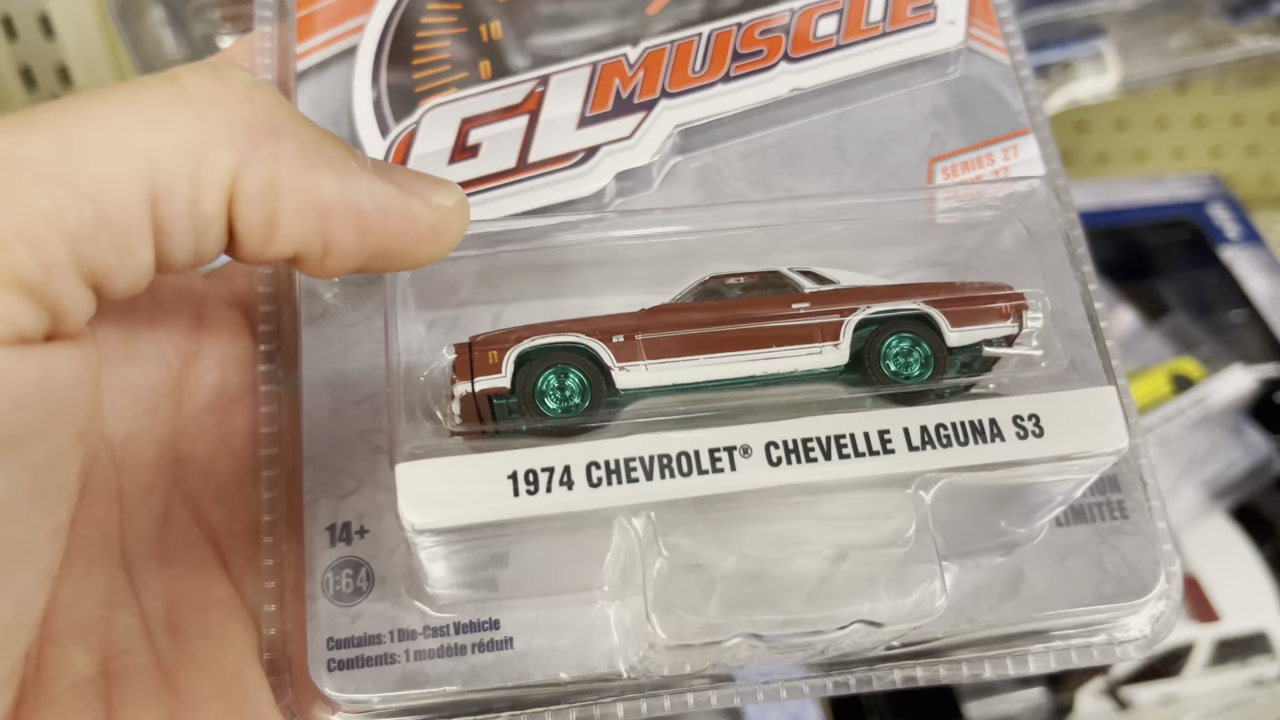 10
0
GL MUSCLE
SERIES 27
1974 CHEVROLET® CHEVELLE LAGUNA S3
14+
1:64
LIMITÉE
Contains: 1 Die-Cast Vehicle
Contient: 1 modèle réduit